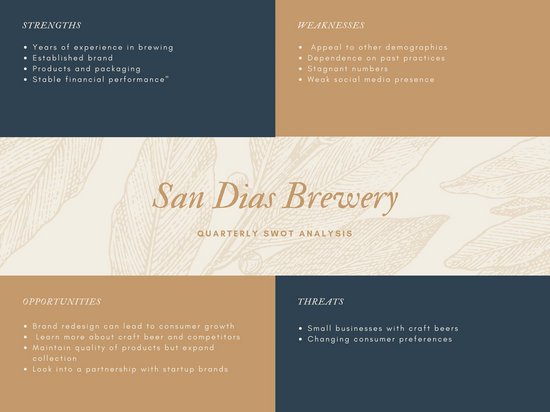 STRENGTHS
• Years of experience in brewing
• Established brand
• Products and packaging
• Stable financial performance"
WEAKNESSES
• Appeal to other demographics
• Dependence on past practices
• Stagnant numbers
• Weak social media presence
San Dias Brewery
QUARTERLY SWOT ANALYSIS
OPPORTUNITIES
• Brand redesign can lead to consumer growth
• Learn more about craft beer and competitors
• Maintain quality of products but expand
collection
• Look into a partnership with startup brands
THREATS
• Small businesses with craft beers
• Changing consumer preferences